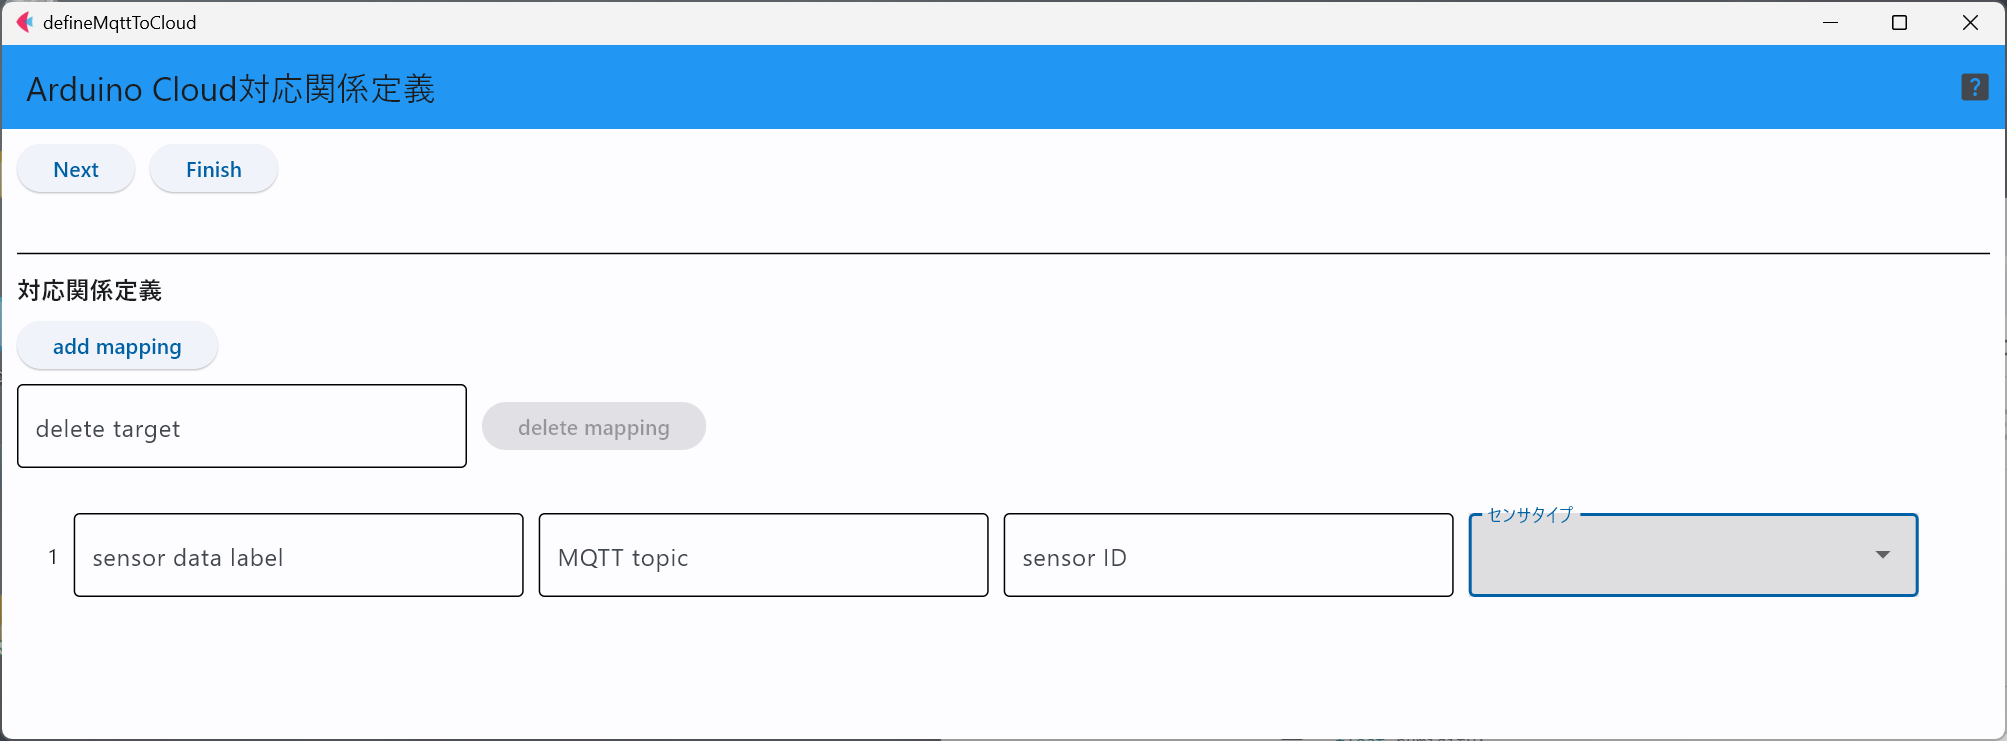 defineMqttToCloud
Arduino Cloud対応関係定義
?
Next Finish
対応関係定義
add mapping
delete target delete mapping
センサタイプ
1 sensor data label MQTT topic sensor ID